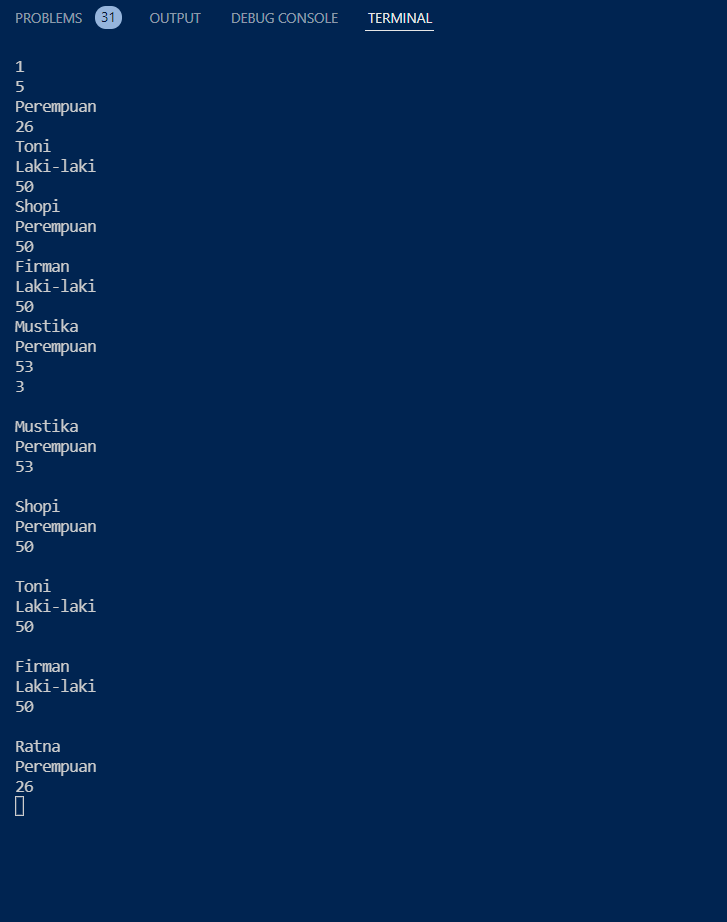 PROBLEMS 31 OUTPUT DEBUG CONSOLE TERMINAL
1
5
Perempuan
26
Toni
Laki-laki
50
Shopi
Perempuan
50
Firman
Laki-laki
50
Mustika
Perempuan
53
3
Mustika
Perempuan
53
Shopi
Perempuan
50
Toni
Laki-laki
50
Firman
Laki-laki
50
Ratna
Perempuan
26